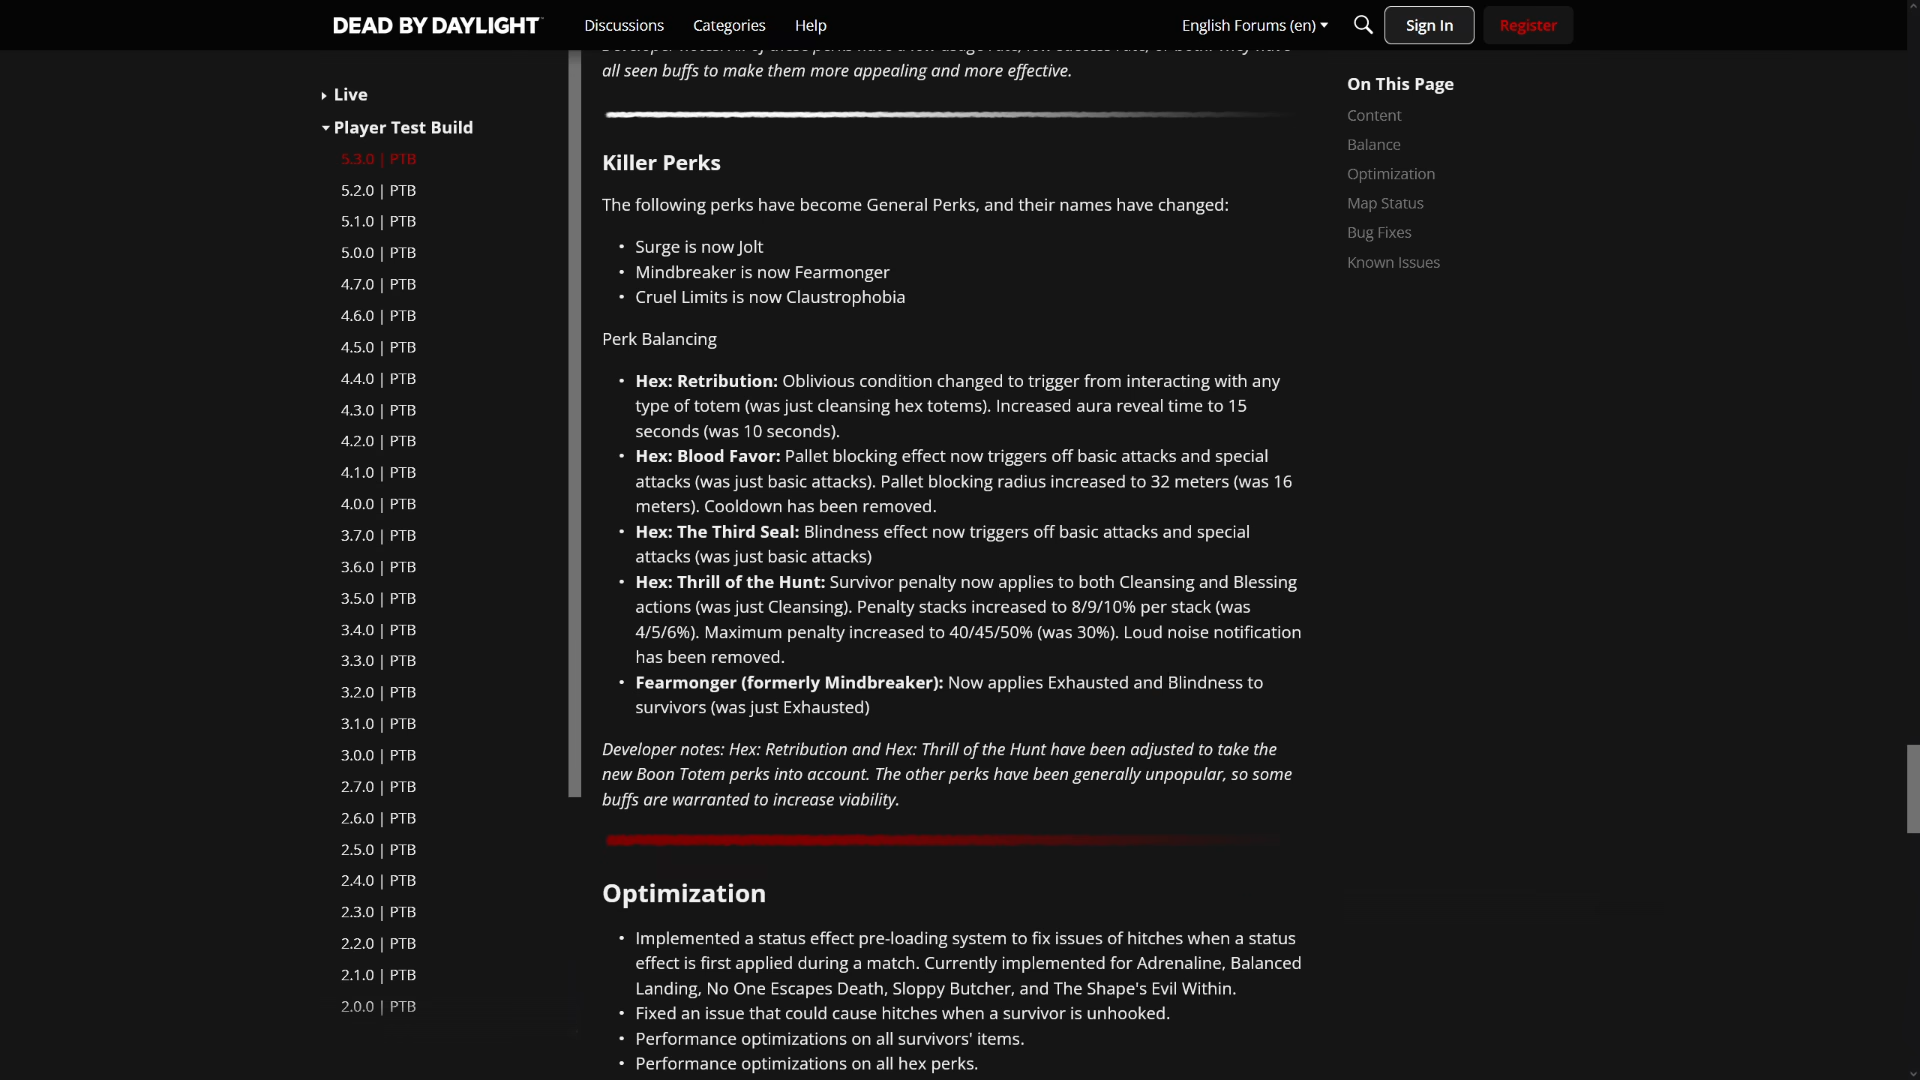 DEAD BY DAYLIGHT
Discussions
Categories
Help
English Forums (en)
Sign In
Register
Live
Player Test Build
5.3.0 | PTB
5.2.0 | PTB
5.1.0 | PTB
5.0.0 | PTB
4.7.0 | PTB
4.6.0 | PTB
4.5.0 | PTB
4.4.0 | PTB
4.3.0 | PTB
4.2.0 | PTB
4.1.0 | PTB
4.0.0 | PTB
3.7.0 | PTB
3.6.0 | PTB
3.5.0 | PTB
3.4.0 | PTB
3.3.0 | PTB
3.2.0 | PTB
3.1.0 | PTB
3.0.0 | PTB
2.7.0 | PTB
2.6.0 | PTB
2.5.0 | PTB
2.4.0 | PTB
2.3.0 | PTB
2.2.0 | PTB
2.1.0 | PTB
2.0.0 | PTB
all seen buffs to make them more appealing and more effective.
Killer Perks
The following perks have become General Perks, and their names have changed:
• Surge is now Jolt
• Mindbreaker is now Fearmonger
• Cruel Limits is now Claustrophobia
Perk Balancing
• Hex: Retribution: Oblivious condition changed to trigger from interacting with any
type of totem (was just cleansing hex totems). Increased aura reveal time to 15
seconds (was 10 seconds).
• Hex: Blood Favor: Pallet blocking effect now triggers off basic attacks and special
attacks (was just basic attacks). Pallet blocking radius increased to 32 meters (was 16
meters). Cooldown has been removed.
• Hex: The Third Seal: Blindness effect now triggers off basic attacks and special
attacks (was just basic attacks)
• Hex: Thrill of the Hunt: Survivor penalty now applies to both Cleansing and Blessing
actions (was just Cleansing). Penalty stacks increased to 8/9/10% per stack (was
4/5/6%). Maximum penalty increased to 40/45/50% (was 30%). Loud noise notification
has been removed.
• Fearmonger (formerly Mindbreaker): Now applies Exhausted and Blindness to
survivors (was just Exhausted)
Developer notes: Hex: Retribution and Hex: Thrill of the Hunt have been adjusted to take the
new Boon Totem perks into account. The other perks have been generally unpopular, so some
buffs are warranted to increase viability.
Optimization
• Implemented a status effect pre-loading system to fix issues of hitches when a status
effect is first applied during a match. Currently implemented for Adrenaline, Balanced
Landing, No One Escapes Death, Sloppy Butcher, and The Shape's Evil Within.
• Fixed an issue that could cause hitches when a survivor is unhooked.
• Performance optimizations on all survivors' items.
• Performance optimizations on all hex perks.
On This Page
Content
Balance
Optimization
Map Status
Bug Fixes
Known Issues